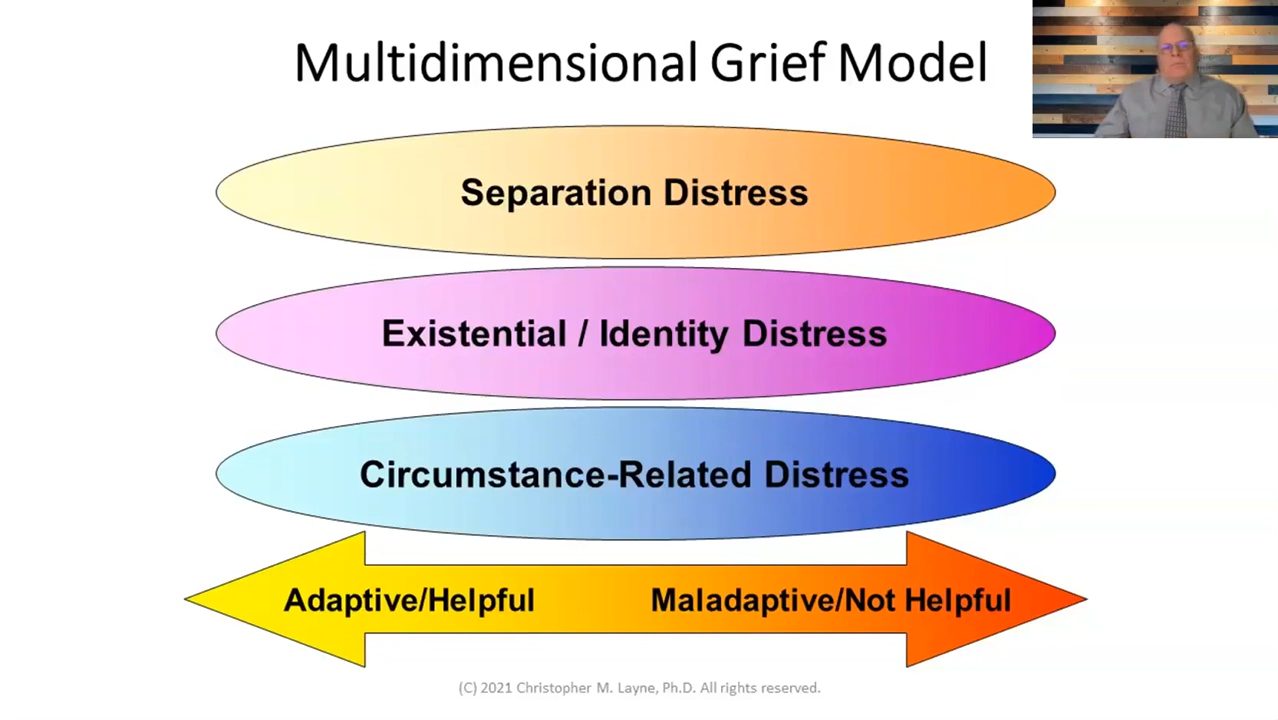 Multidimensional Grief Model
Separation Distress
Existential / Identity Distress
Circumstance-Related Distress
Adaptive/Helpful
Maladaptive/Not Helpful
(C) 2021 Christopher M. Layne, Ph.D. All rights reserved.